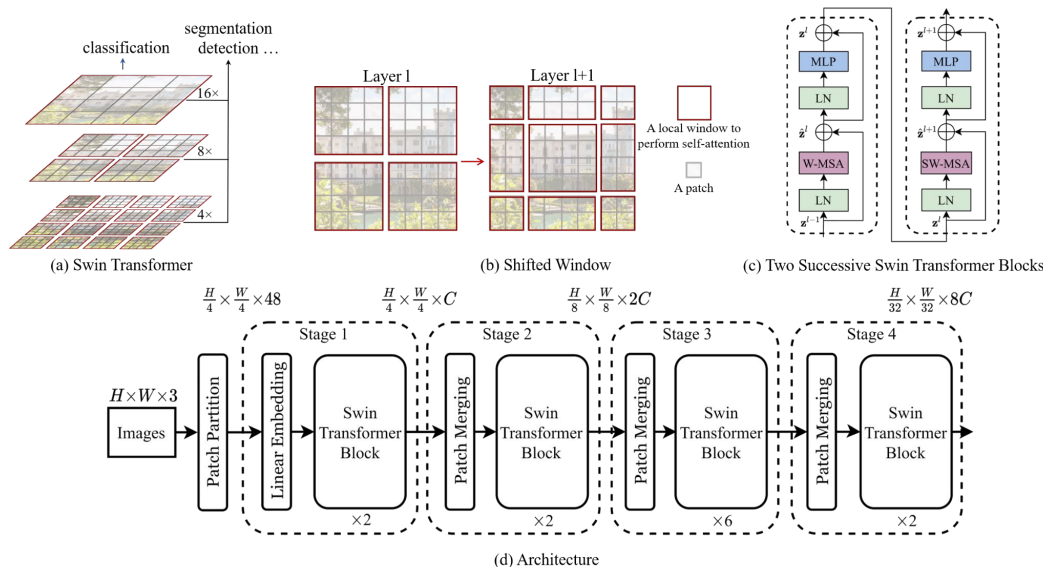 segmentation
classification detection ...
16×
8×
4×
(a) Swin Transformer
Layer l
Layer l+1
A local window to
perform self-attention
A patch
(b) Shifted Window
z^l
MLP
LN
ẑ^l
W-MSA
LN
z^{l-1}
z^{l+1}
MLP
LN
ẑ^{l+1}
SW-MSA
LN
z^l
(c) Two Successive Swin Transformer Blocks
H/4 × W/4 × 48
H/4 × W/4 × C
H/8 × W/8 × 2C
H/32 × W/32 × 8C
H×W×3
Images
Patch Partition
Stage 1
Linear Embedding
Swin
Transformer
Block
×2
Stage 2
Patch Merging
Swin
Transformer
Block
×2
Stage 3
Patch Merging
Swin
Transformer
Block
×6
Stage 4
Patch Merging
Swin
Transformer
Block
×2
(d) Architecture